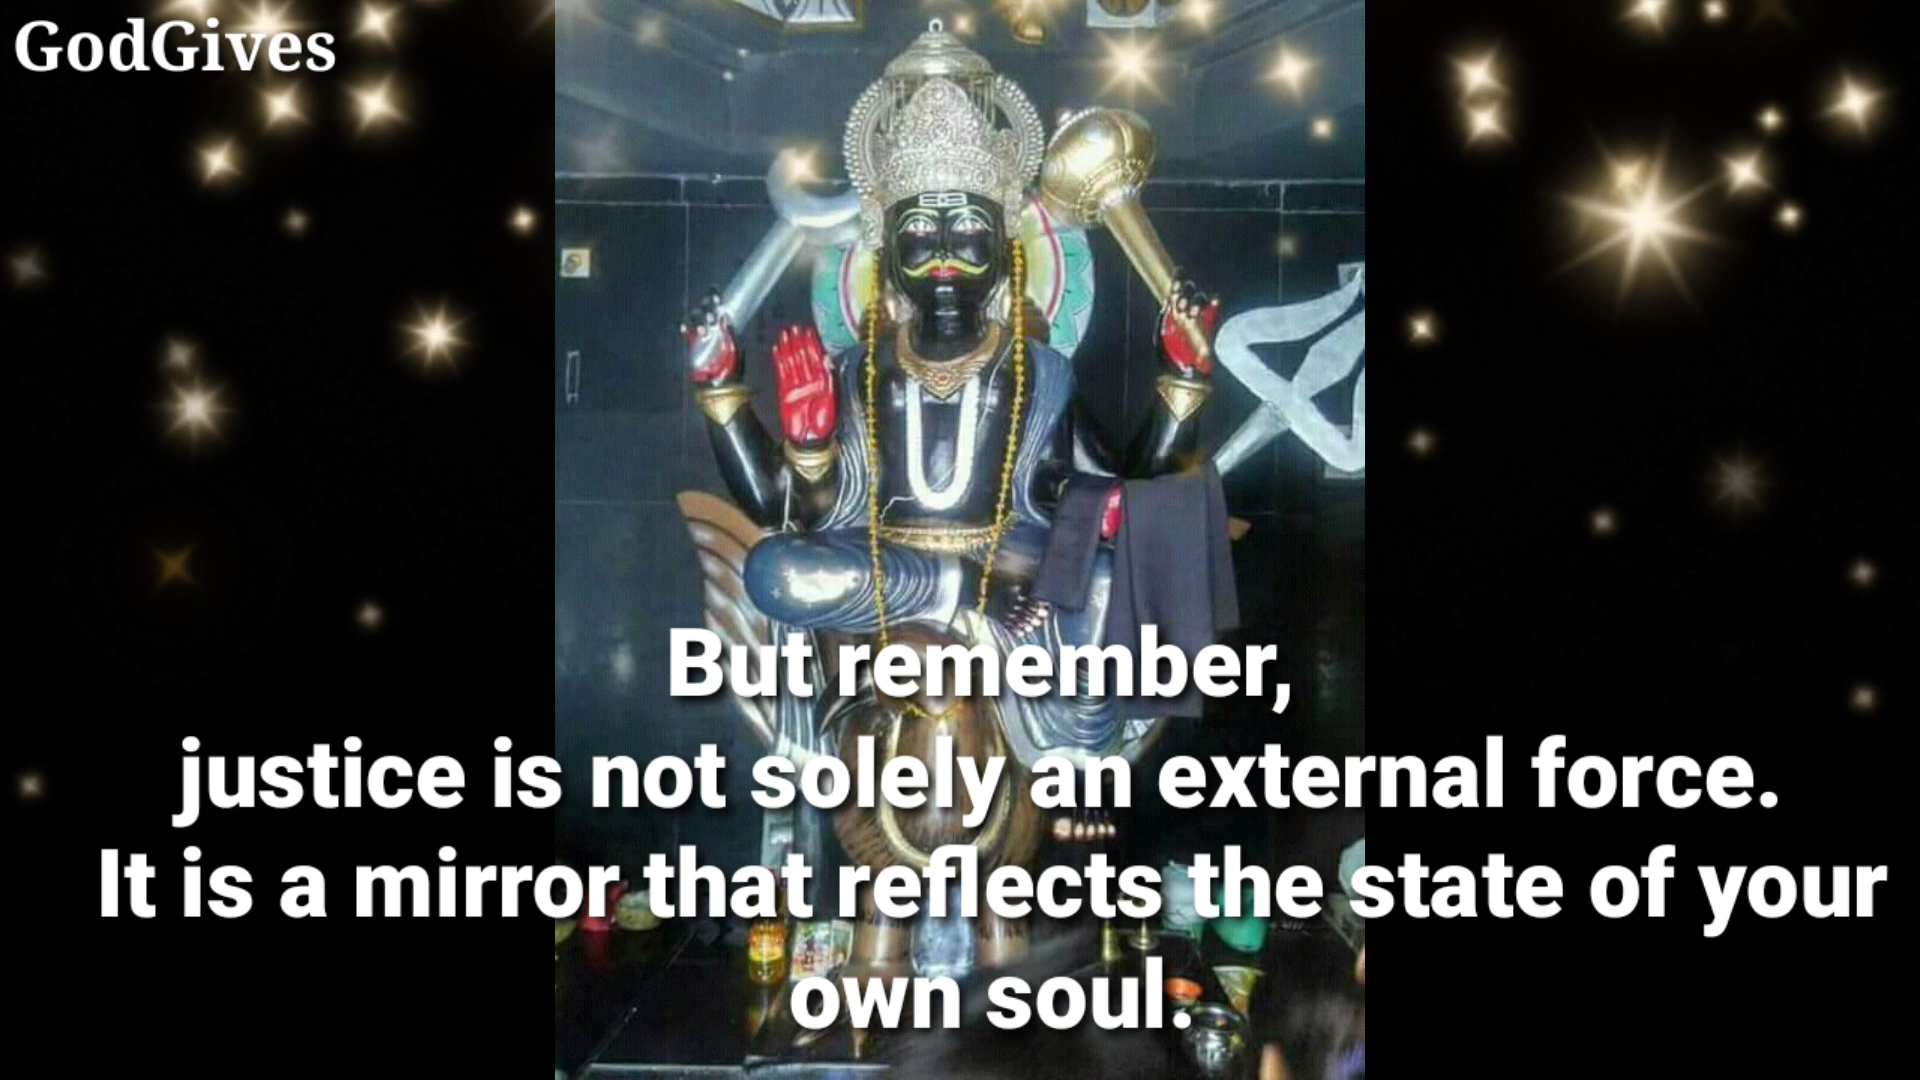 GodGives
But remember,
justice is not solely an external force.
It is a mirror that reflects the state of your
own soul.